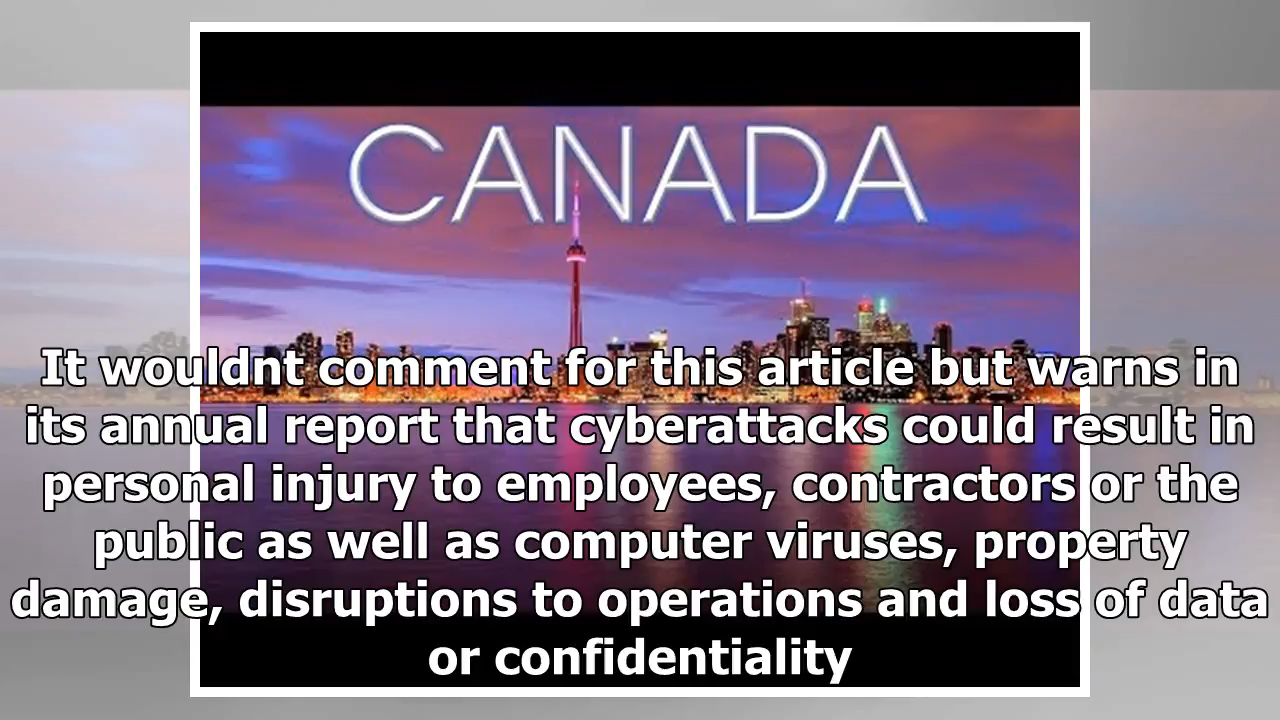 CANADA
It wouldnt comment for this article but warns in
its annual report that cyberattacks could result in
personal injury to employees, contractors or the
public as well as computer viruses, property
damage, disruptions to operations and loss of data
or confidentiality